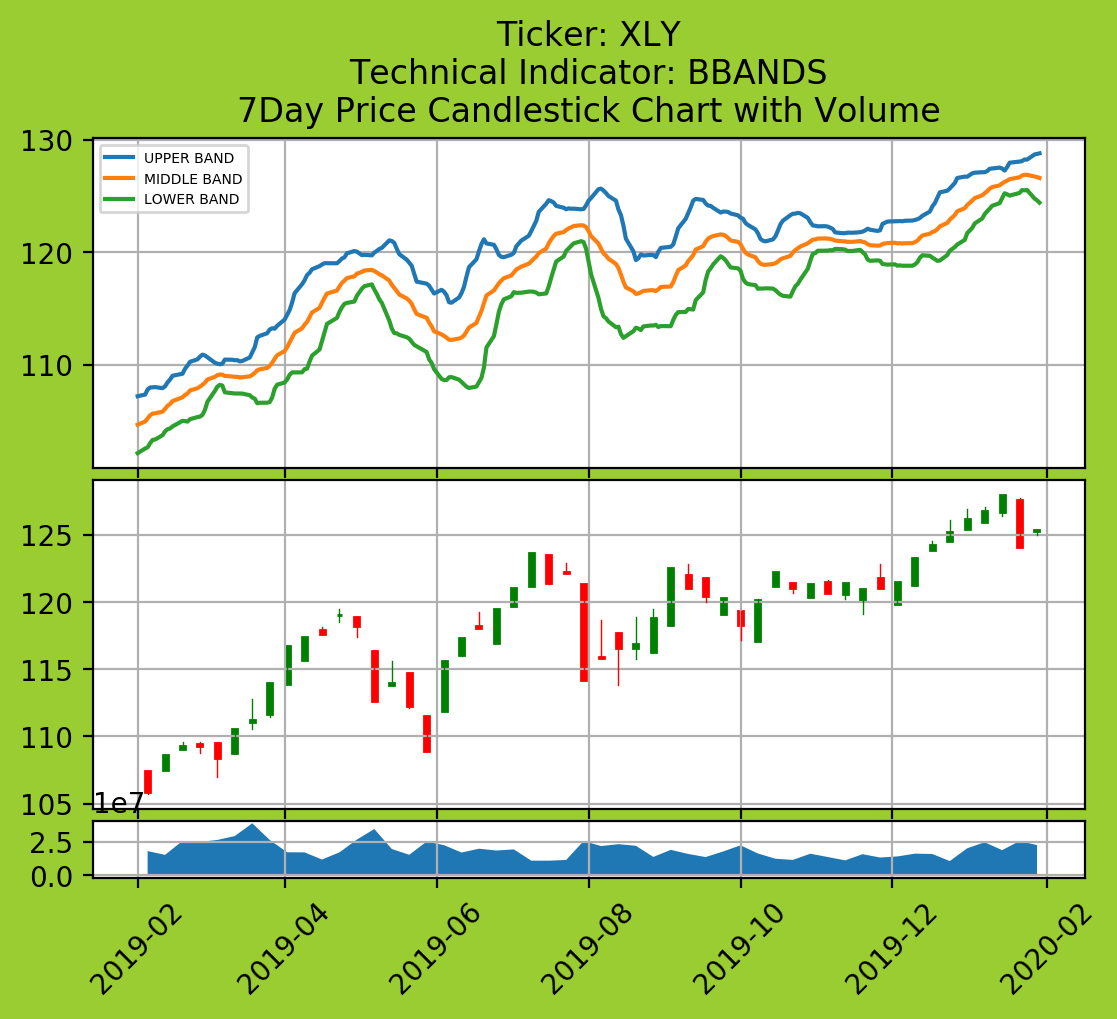 Ticker: XLY
Technical Indicator: BBANDS
7Day Price Candlestick Chart with Volume
130
120
110
UPPER BAND
MIDDLE BAND
LOWER BAND
125
120
115
110
105
1e7
2.5
0.0
2019-02
2019-04
2019-06
2019-08
2019-10
2019-12
2020-02